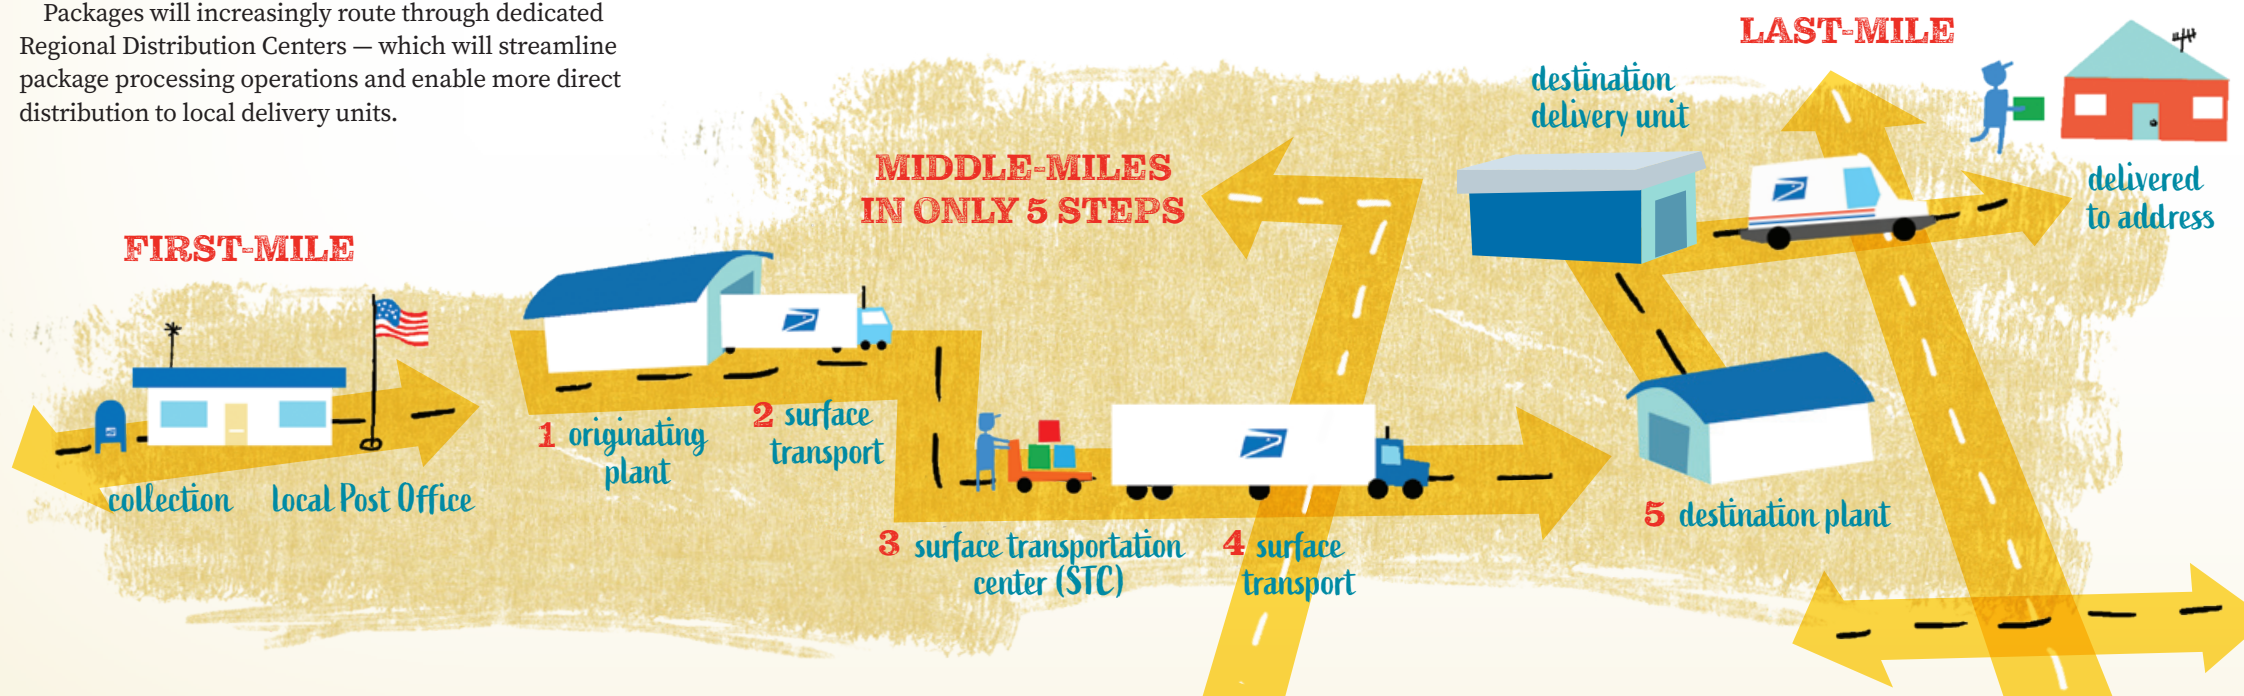 Packages will increasingly route through dedicated
Regional Distribution Centers — which will streamline
package processing operations and enable more direct
distribution to local delivery units.
FIRST-MILE
collection
local Post Office
MIDDLE-MILES
IN ONLY 5 STEPS
1 originating
plant
2 surface
transport
3 surface transportation
center (STC)
4 surface
transport
5 destination plant
LAST-MILE
destination
delivery unit
delivered
to address